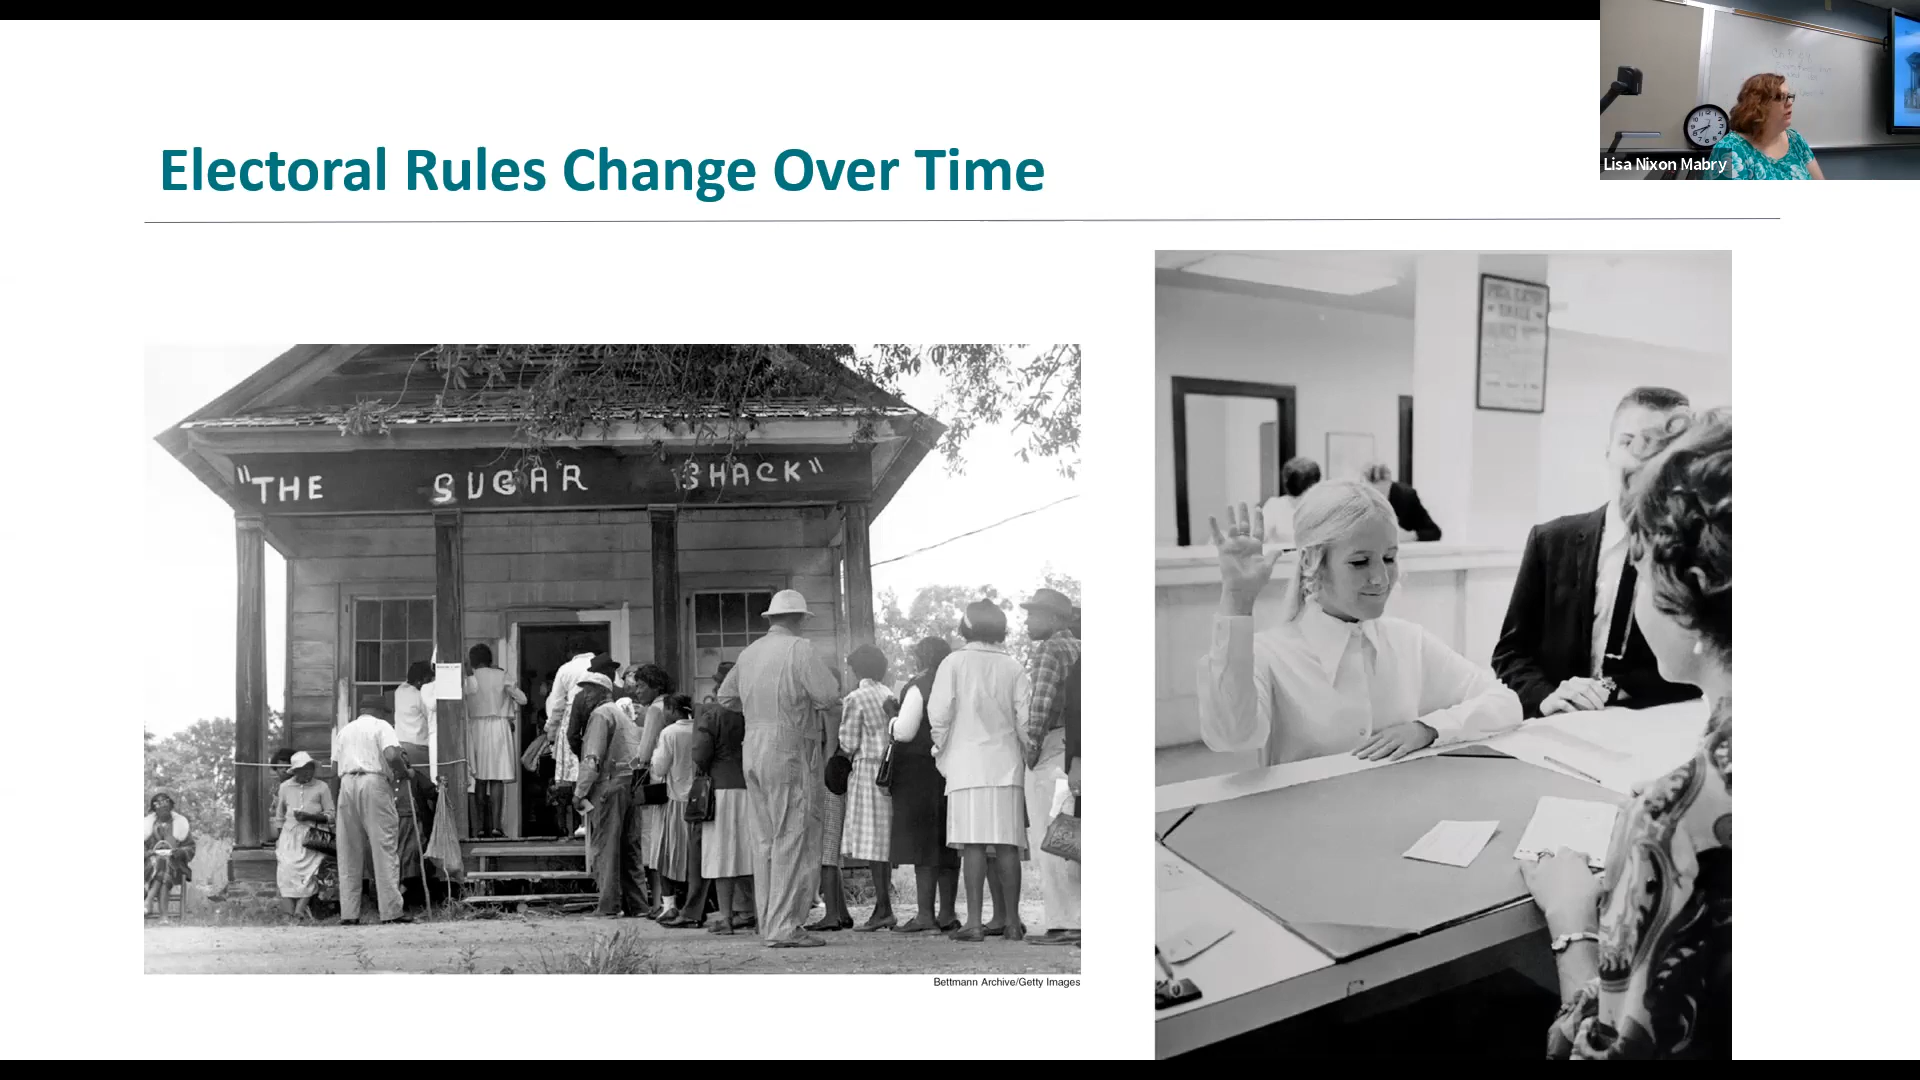 Electoral Rules Change Over Time
Lisa Nixon Mabry
"THE SUGAR SHACK"
Bettmann Archive/Getty Images